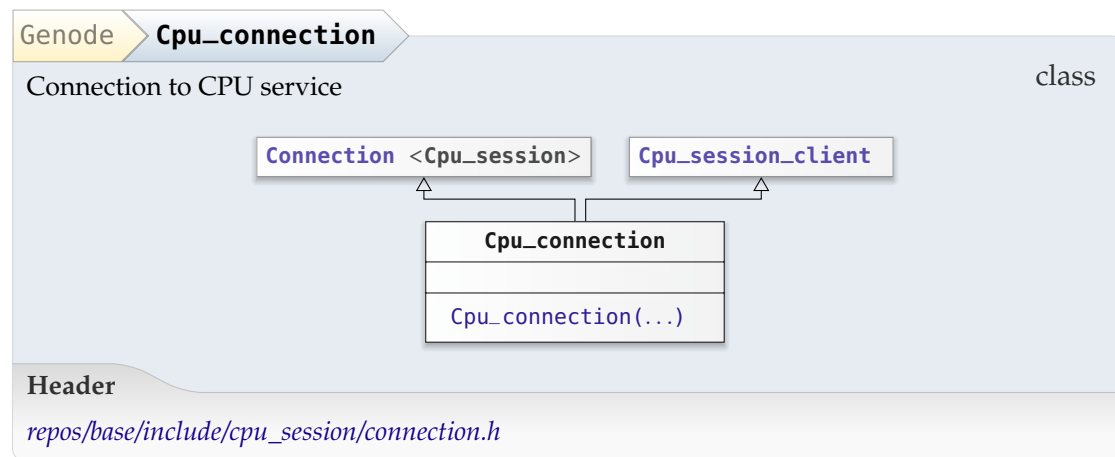 Genode Cpu_connection
Connection to CPU service
class
Connection <Cpu_session>
Cpu_session_client
Cpu_connection
Cpu_connection(...)
Header
repos/base/include/cpu_session/connection.h